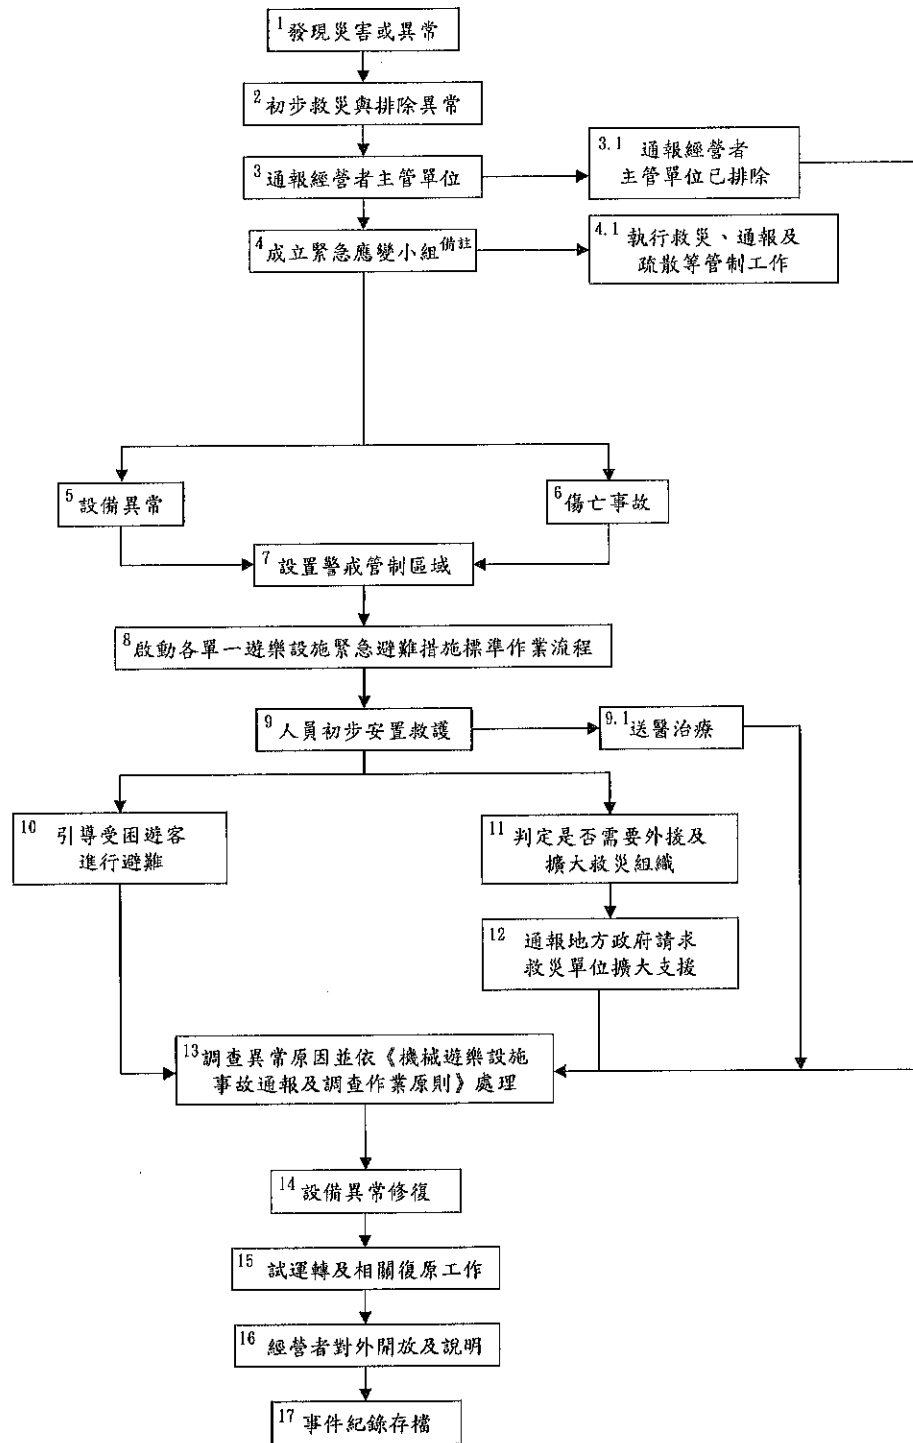 1 發現災害或異常
2 初步救災與排除異常
3 通報經營者主管單位
3.1 通報經營者
主管單位已排除
4 成立緊急應變小組備註
4.1 執行救災、通報及
疏散等管制工作
5 設備異常
6 傷亡事故
7 設置警戒管制區域
8 啟動各單一遊樂設施緊急避難措施標準作業流程
9 人員初步安置救護
9.1 送醫治療
10 引導受困遊客
進行避難
11 判定是否需要外援及
擴大救災組織
12 通報地方政府請求
救災單位擴大支援
13 調查異常原因並依《機械遊樂設施
事故通報及調查作業原則》處理
14 設備異常修復
15 試運轉及相關復原工作
16 經營者對外開放及說明
17 事件紀錄存檔